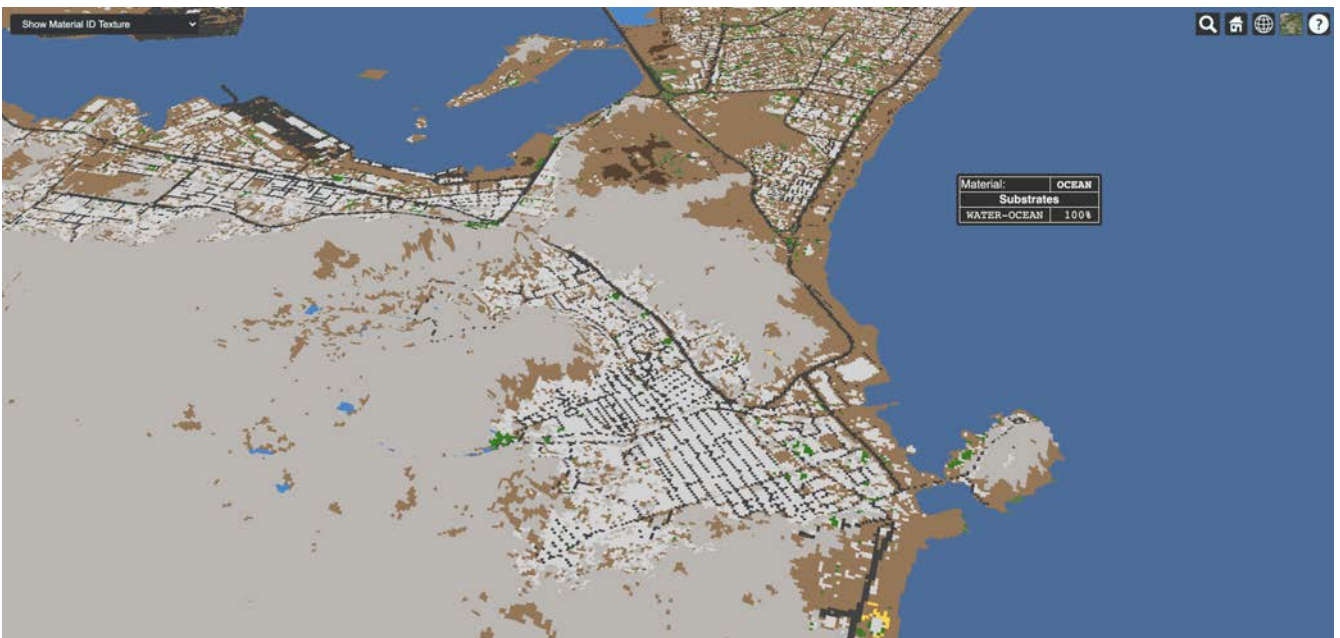 Show Material ID Texture
?
Material: OCEAN
Substrates
WATER-OCEAN 100%